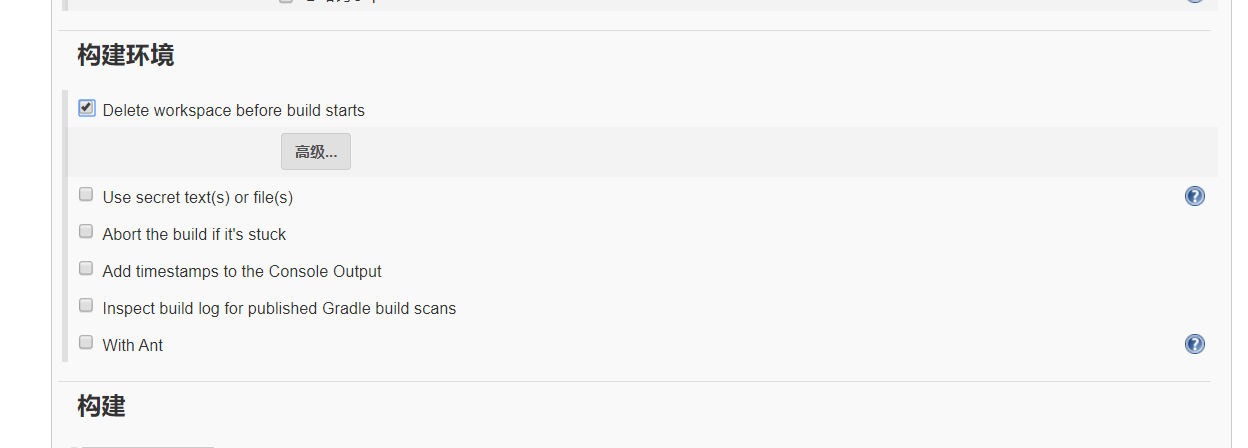 构建环境
Delete workspace before build starts
高级...
Use secret text(s) or file(s)
Abort the build if it's stuck
Add timestamps to the Console Output
Inspect build log for published Gradle build scans
With Ant
构建